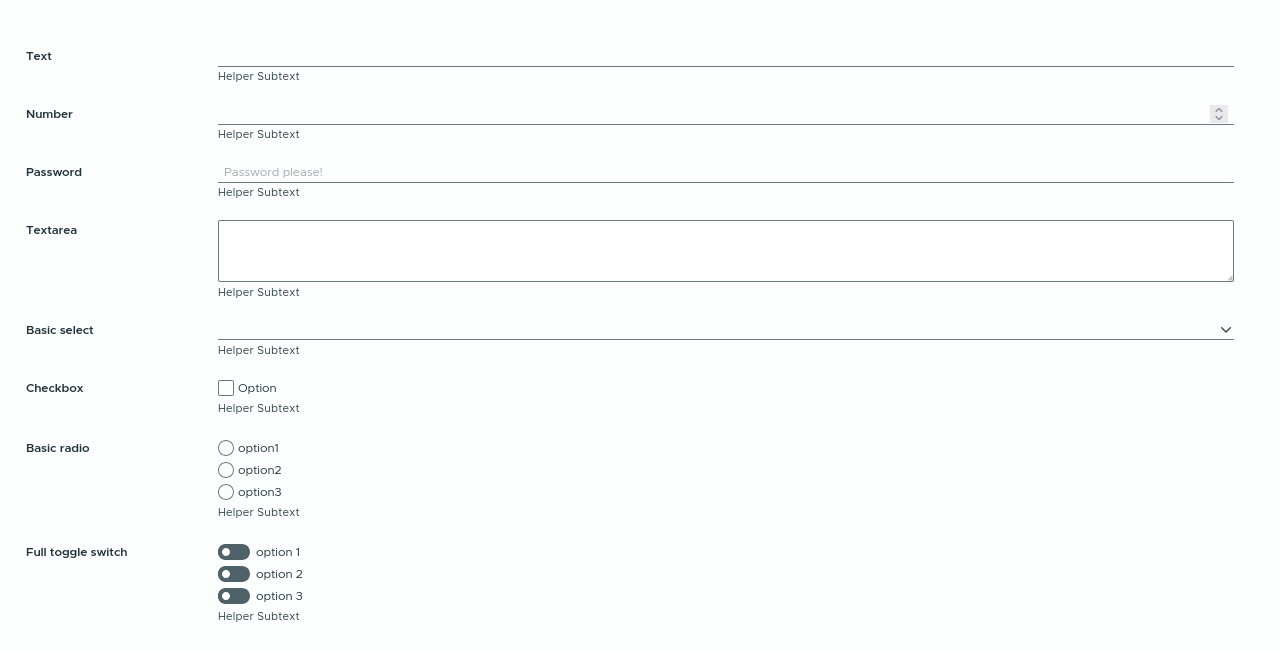 Text
Helper Subtext
Number
Helper Subtext
Password
Password please!
Helper Subtext
Textarea
Helper Subtext
Basic select
Helper Subtext
Checkbox
Option
Helper Subtext
Basic radio
option1
option2
option3
Helper Subtext
Full toggle switch
option 1
option 2
option 3
Helper Subtext